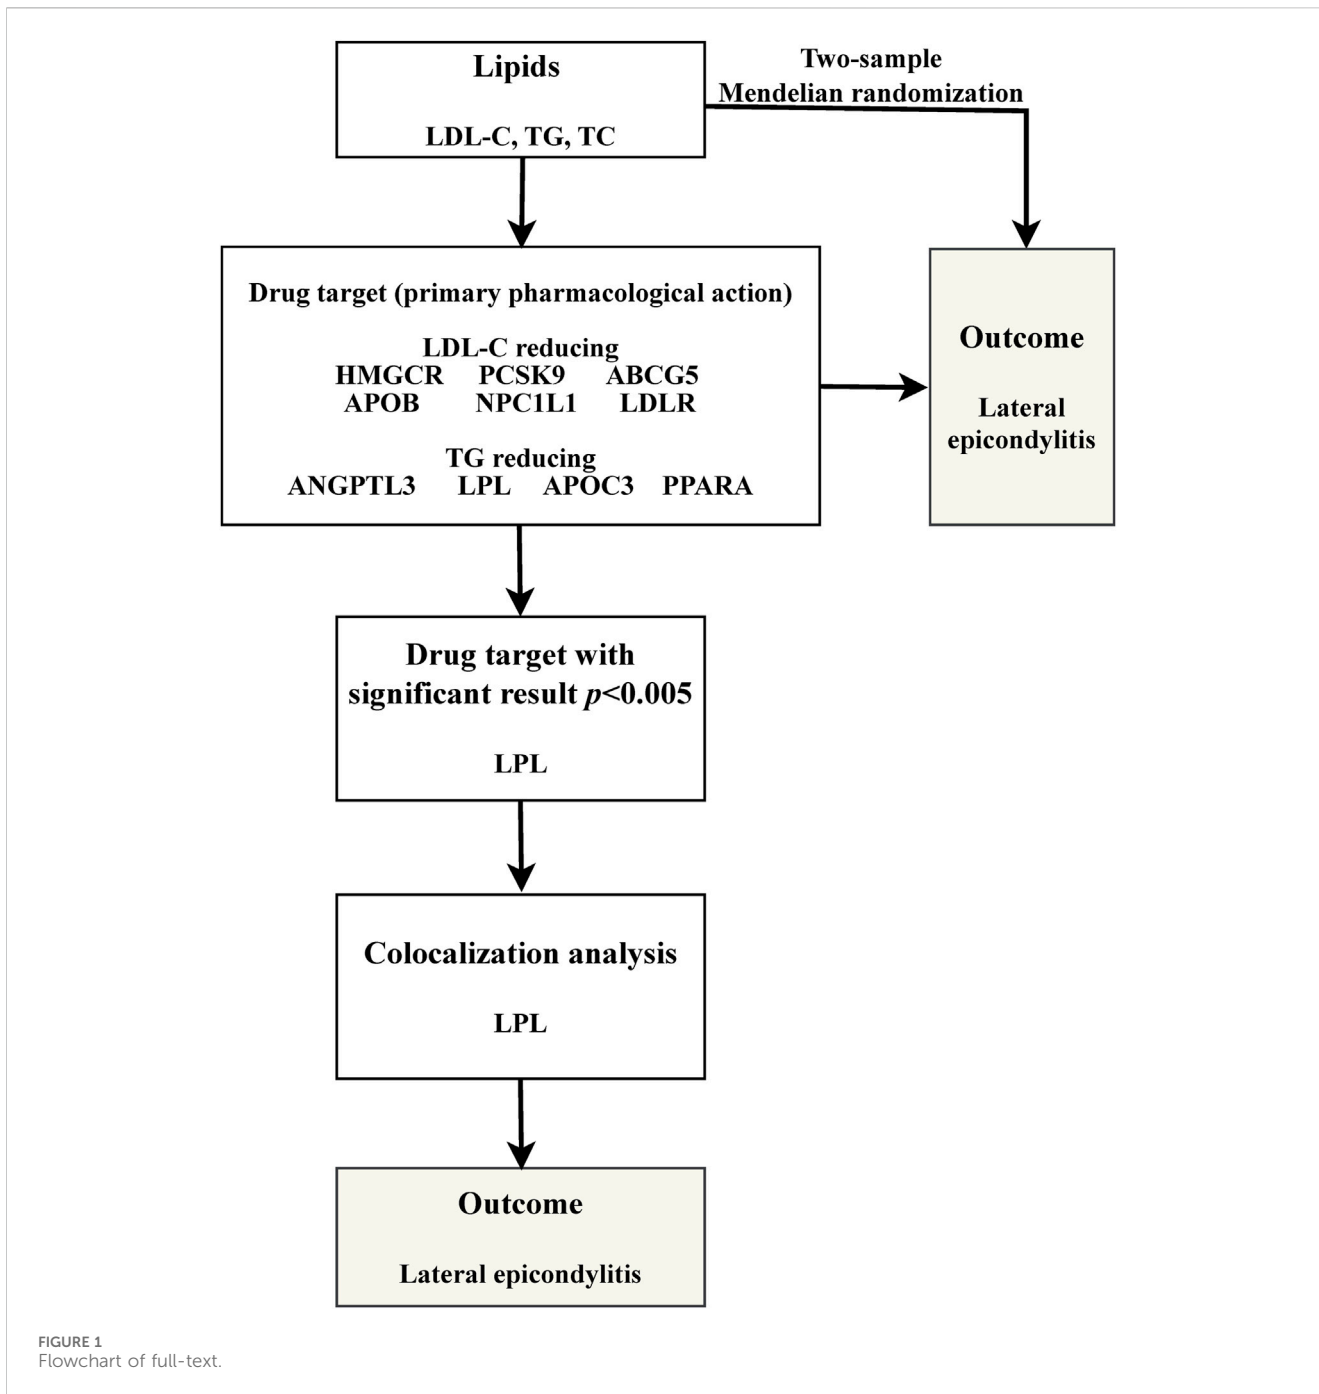 Lipids
LDL-C, TG, TC
Two-sample
Mendelian randomization
Drug target (primary pharmacological action)
LDL-C reducing
HMGCR PCSK9 ABCG5
APOB NPC1L1 LDLR
TG reducing
ANGPTL3 LPL APOC3 PPARA
Outcome
Lateral
epicondylitis
Drug target with
significant result p<0.005
LPL
Colocalization analysis
LPL
Outcome
Lateral epicondylitis
FIGURE 1
Flowchart of full-text.